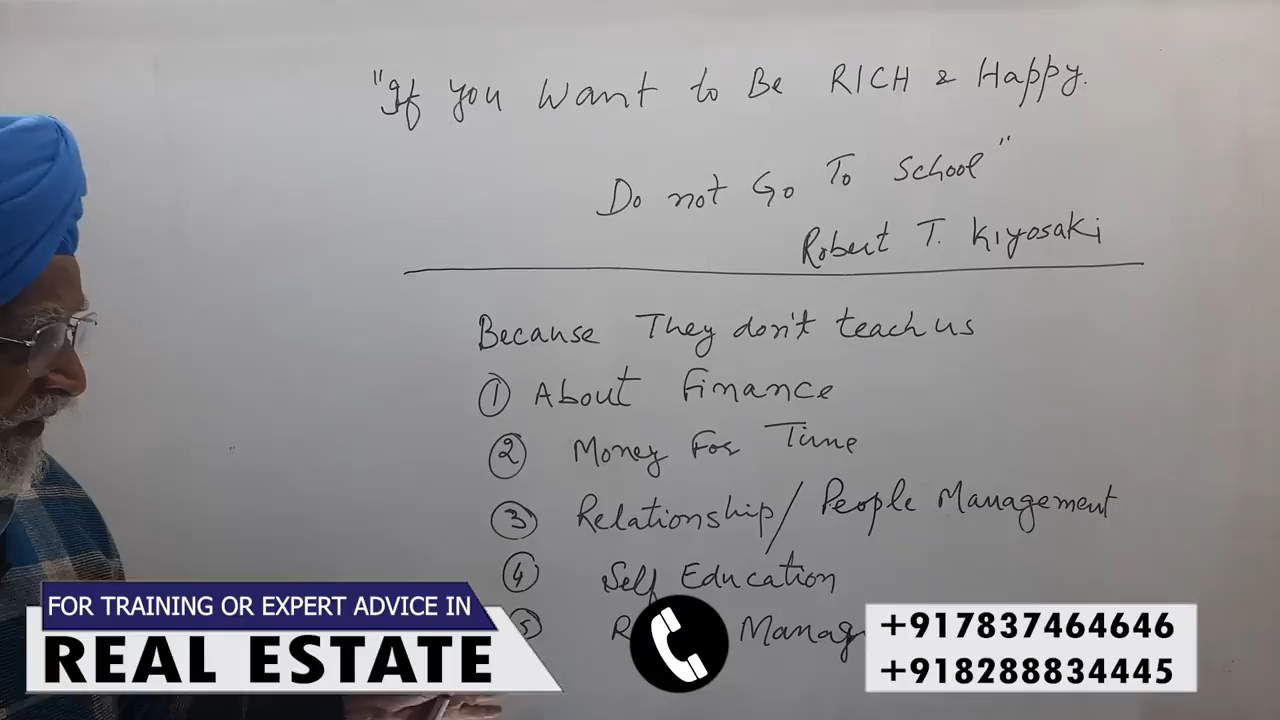 "If You Want to Be RICH & Happy.
Do not Go To School"
Robert T. Kiyosaki
Because They don't teach us
① About Finance
② Money For Time
③ Relationship/People Management
④ Self Education
⑤
FOR TRAINING OR EXPERT ADVICE IN
REAL ESTATE
+917837464646
+918288834445